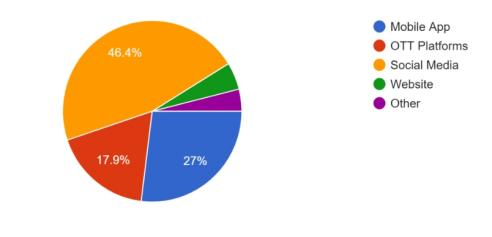 46.4%
17.9%
27%
Mobile App
OTT Platforms
Social Media
Website
Other